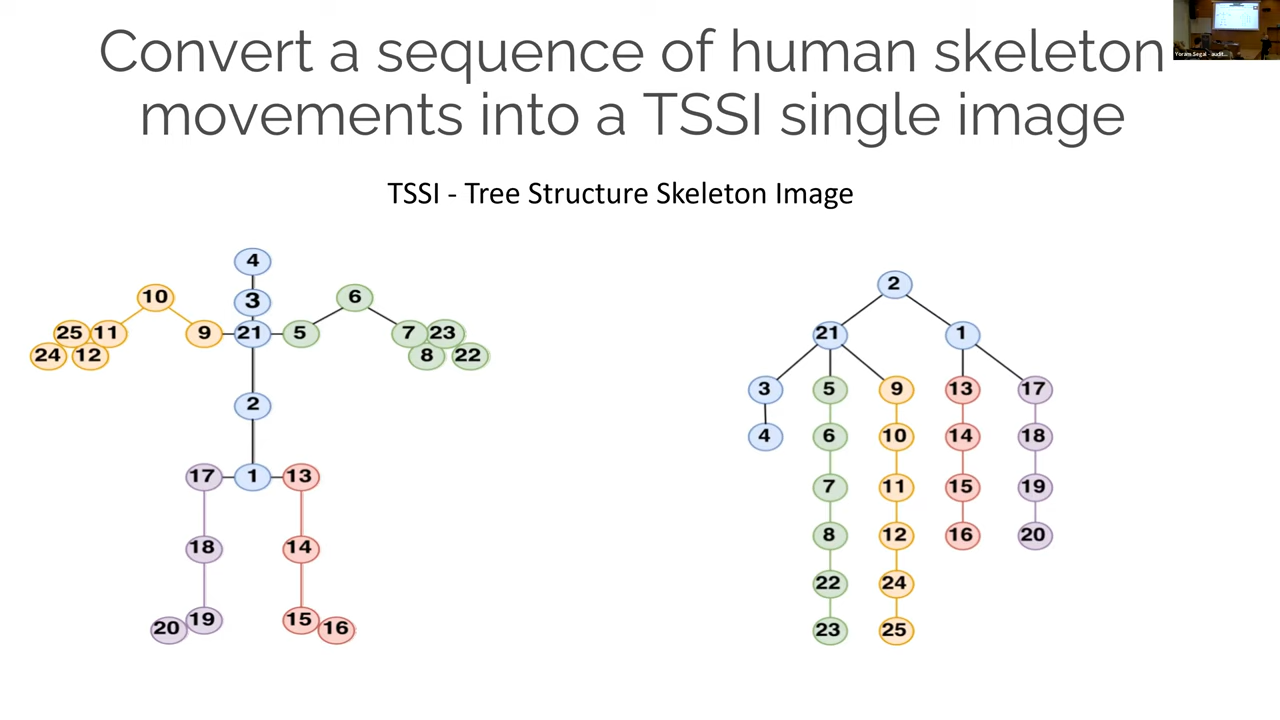 Convert a sequence of human skeleton
movements into a TSSI single image
Yoram Segal - audit...
TSSI - Tree Structure Skeleton Image
4
3
10
6
25 11
9
21
5
7 23
24 12
8 22
2
17 1 13
18
14
20 19
15 16
2
21 1
3 5 9 13 17
4 6 10 14 18
7 11 15 19
8 12 16 20
22 24
23 25